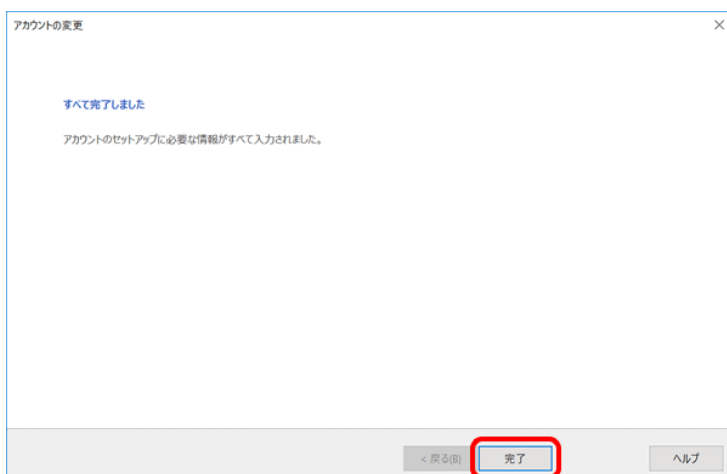 アカウントの変更
すべて完了しました
アカウントのセットアップに必要な情報がすべて入力されました。
< 戻る(B)
完了
ヘルプ